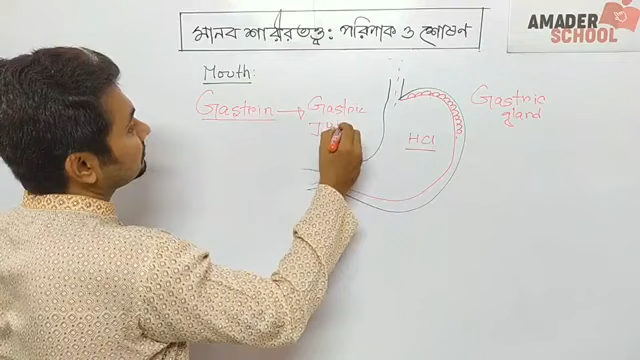 মানব শারীরতত্ত্ব: পরিপাক ও শোষণ
AMADER
SCHOOL
Mouth:
Gastrin → Gastric
Gastric
gland
HCl